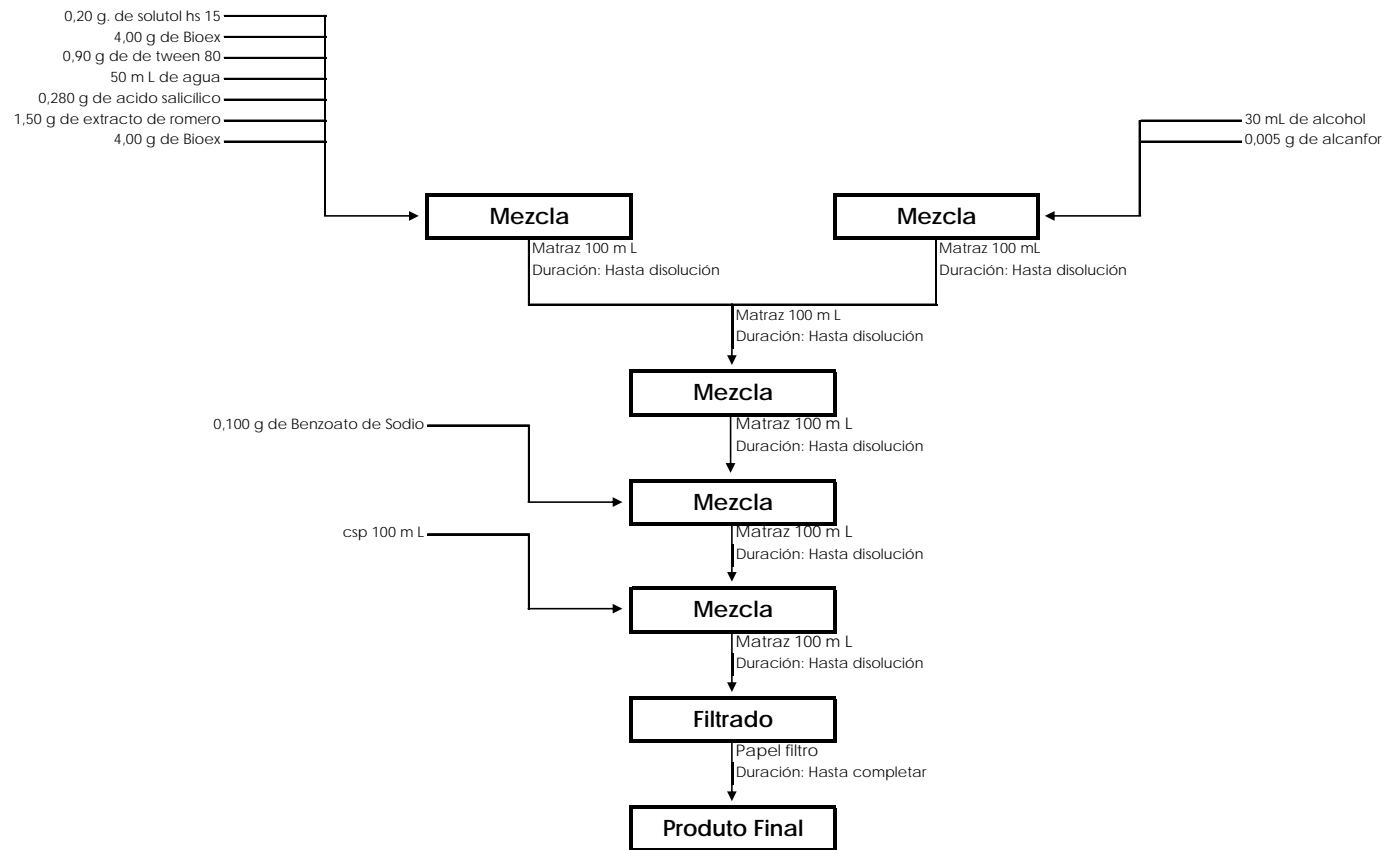 0,20 g. de solutol hs 15
4,00 g de Bioex
0,90 g de de tween 80
50 m L de agua
0,280 g de acido salicílico
1,50 g de extracto de romero
4,00 g de Bioex
30 mL de alcohol
0,005 g de alcanfor
Mezcla
Mezcla
Matraz 100 m L
Duración: Hasta disolución
Matraz 100 mL
Duración: Hasta disolución
Matraz 100 m L
Duración: Hasta disolución
Mezcla
Matraz 100 m L
Duración: Hasta disolución
0,100 g de Benzoato de Sodio
Mezcla
Matraz 100 m L
Duración: Hasta disolución
csp 100 m L
Mezcla
Matraz 100 m L
Duración: Hasta disolución
Filtrado
Papel filtro
Duración: Hasta completar
Produto Final